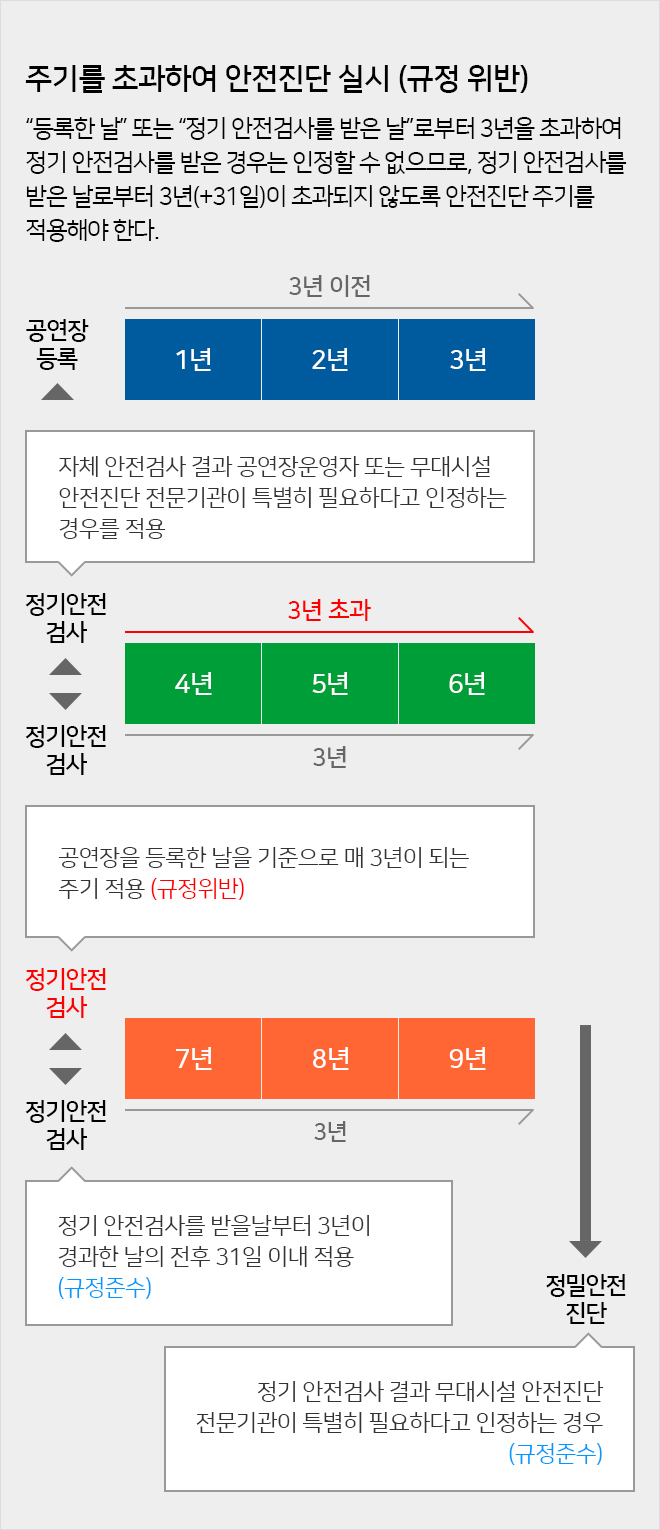 주기를 초과하여 안전진단 실시 (규정 위반)
“등록한 날” 또는 “정기 안전검사를 받은 날”로부터 3년을 초과하여
정기 안전검사를 받은 경우는 인정할 수 없으므로, 정기 안전검사를
받은 날로부터 3년(+31일)이 초과되지 않도록 안전진단 주기를
적용해야 한다.
3년 이전
공연장
등록
1년
2년
3년
자체 안전검사 결과 공연장운영자 또는 무대시설
안전진단 전문기관이 특별히 필요하다고 인정하는
경우를 적용
정기안전
검사
3년 초과
4년
5년
6년
정기안전
검사
3년
공연장을 등록한 날을 기준으로 매 3년이 되는
주기 적용 (규정위반)
정기안전
검사
7년
8년
9년
정기안전
검사
3년
정기 안전검사를 받을날부터 3년이
경과한 날의 전후 31일 이내 적용
(규정준수)
정밀안전
진단
정기 안전검사 결과 무대시설 안전진단
전문기관이 특별히 필요하다고 인정하는 경우
(규정준수)